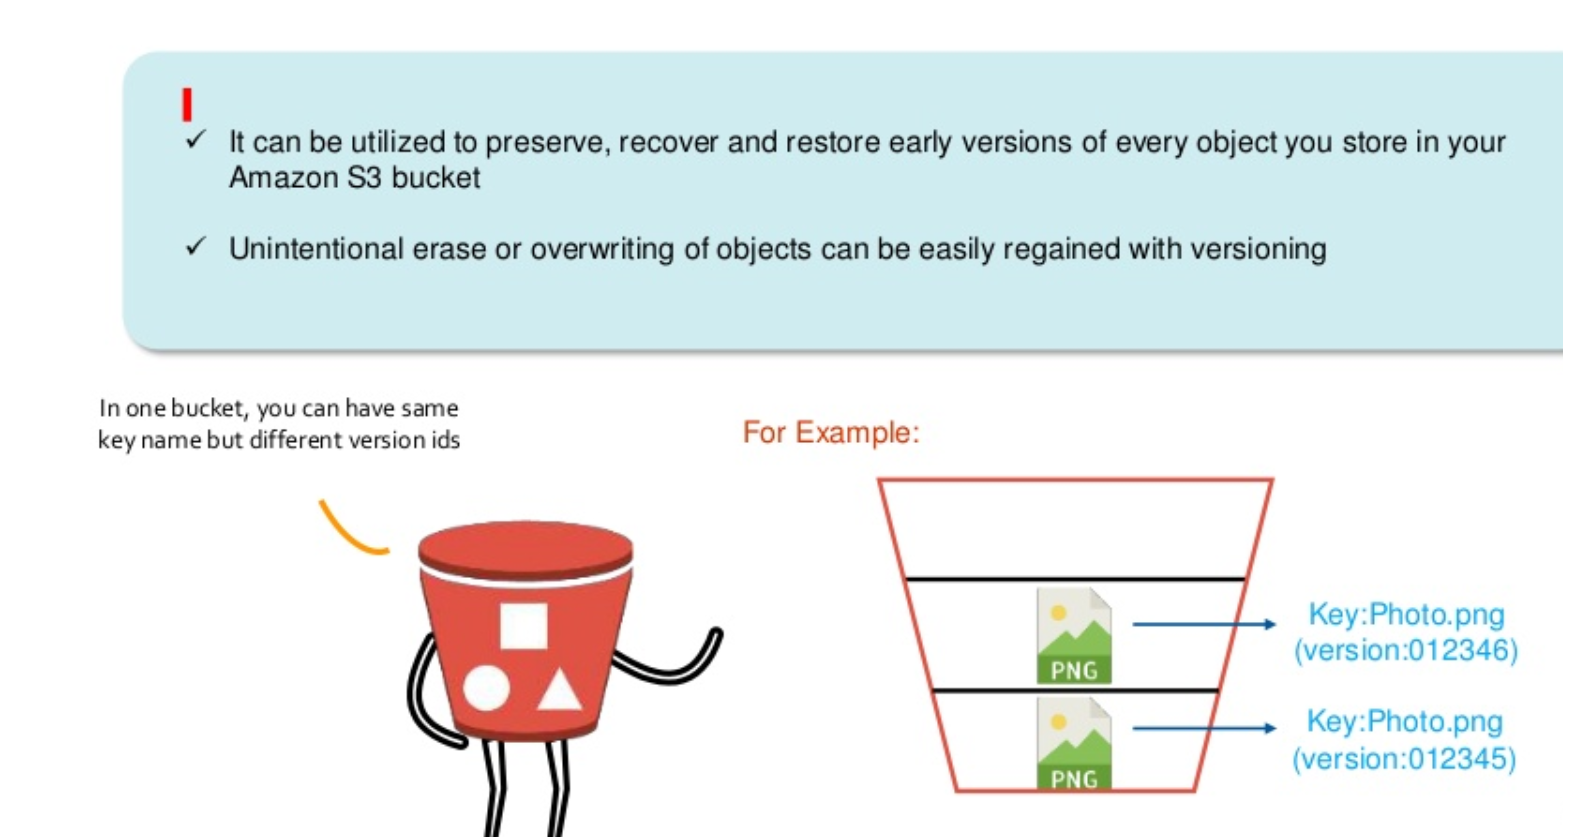 ✓ It can be utilized to preserve, recover and restore early versions of every object you store in your
Amazon S3 bucket
✓ Unintentional erase or overwriting of objects can be easily regained with versioning
In one bucket, you can have same
key name but different version ids
For Example:
PNG
Key:Photo.png
(version:012346)
PNG
Key:Photo.png
(version:012345)